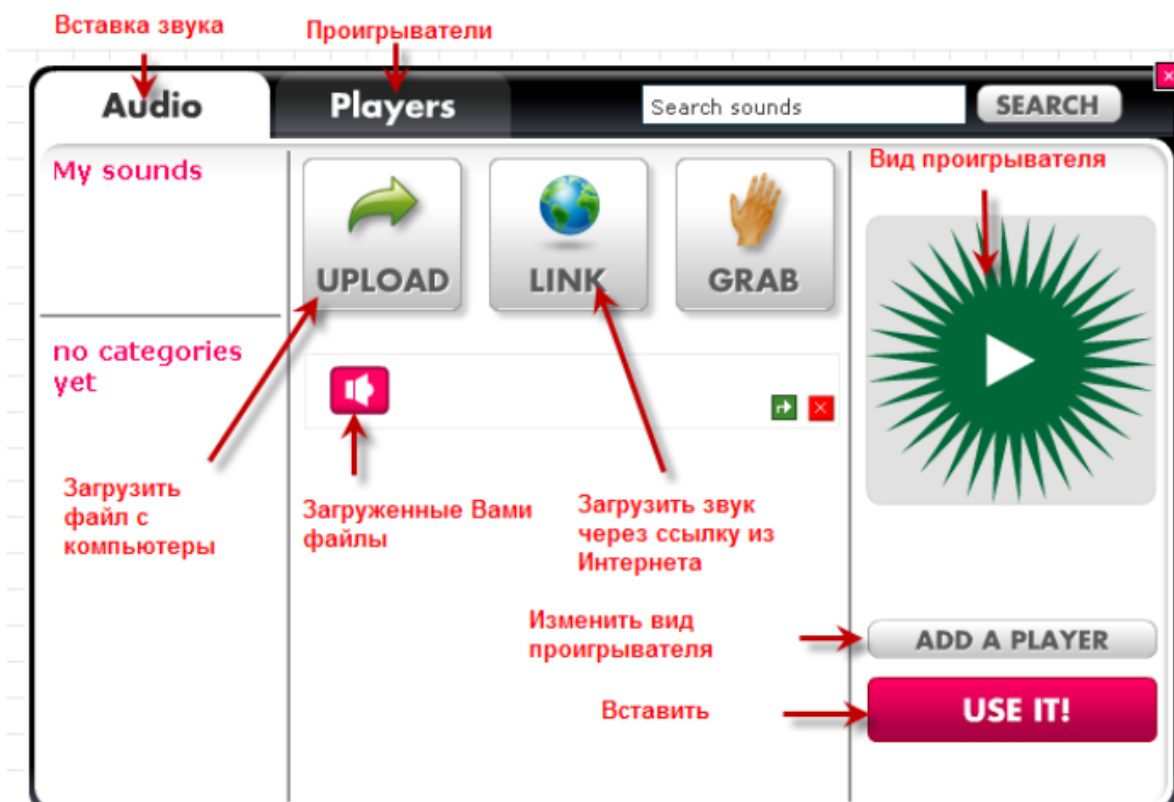 Вставка звука
Проигрыватели
Audio
Players
Search sounds
SEARCH
My sounds
UPLOAD
LINK
GRAB
Вид проигрывателя
no categories
yet
Загрузить
файл с
компьютеры
Загруженные Вами
файлы
Загрузить звук
через ссылку из
Интернета
Изменить вид
проигрывателя
ADD A PLAYER
Вставить
USE IT!